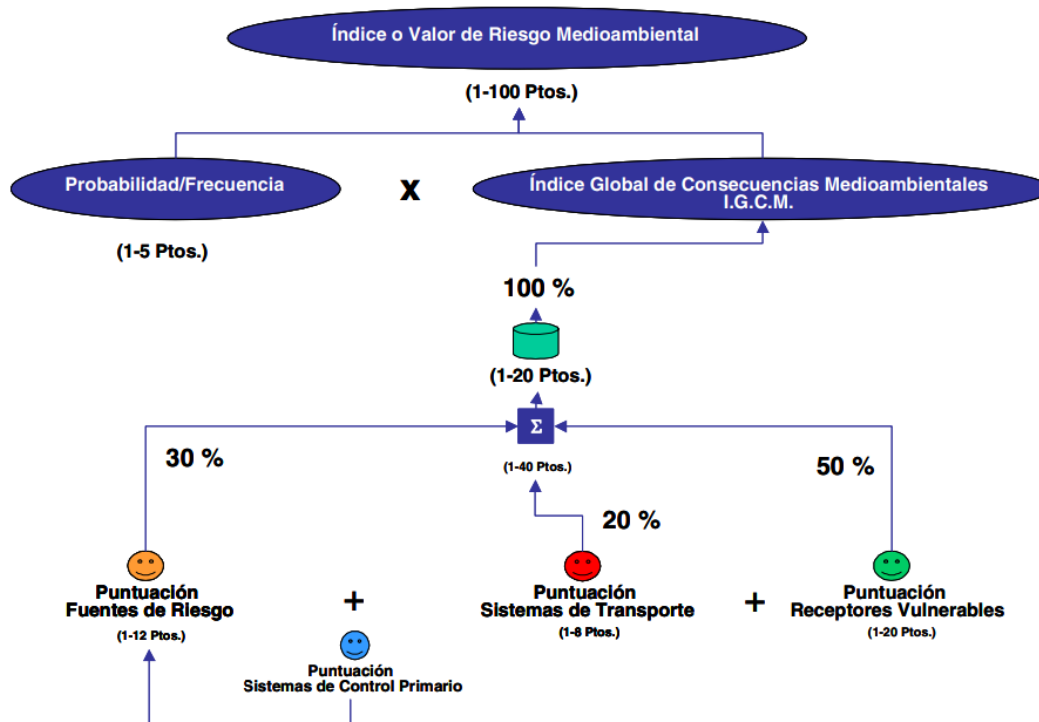 Índice o Valor de Riesgo Medioambiental
(1-100 Ptos.)
Probabilidad/Frecuencia
X
Índice Global de Consecuencias Medioambientales
I.G.C.M.
(1-5 Ptos.)
100 %
(1-20 Ptos.)
Σ
30 %
(1-40 Ptos.)
50 %
20 %
Puntuación
Fuentes de Riesgo
(1-12 Ptos.)
+
Puntuación
Sistemas de Transporte
(1-8 Ptos.)
+
Puntuación
Receptores Vulnerables
(1-20 Ptos.)
Puntuación
Sistemas de Control Primario